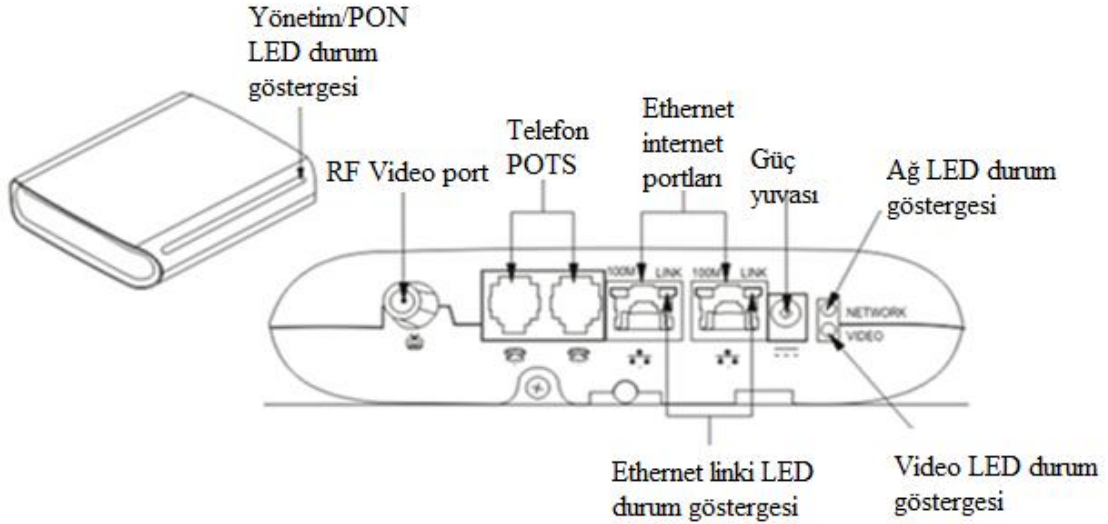 Yönetim/PON
LED durum
göstergesi
RF Video port
Telefon
POTS
Ethernet
internet
portları
Güç
yuvası
Ağ LED durum
göstergesi
100M LINK
100M LINK
NETWORK
VIDEO
Ethernet linki LED
durum göstergesi
Video LED durum
göstergesi